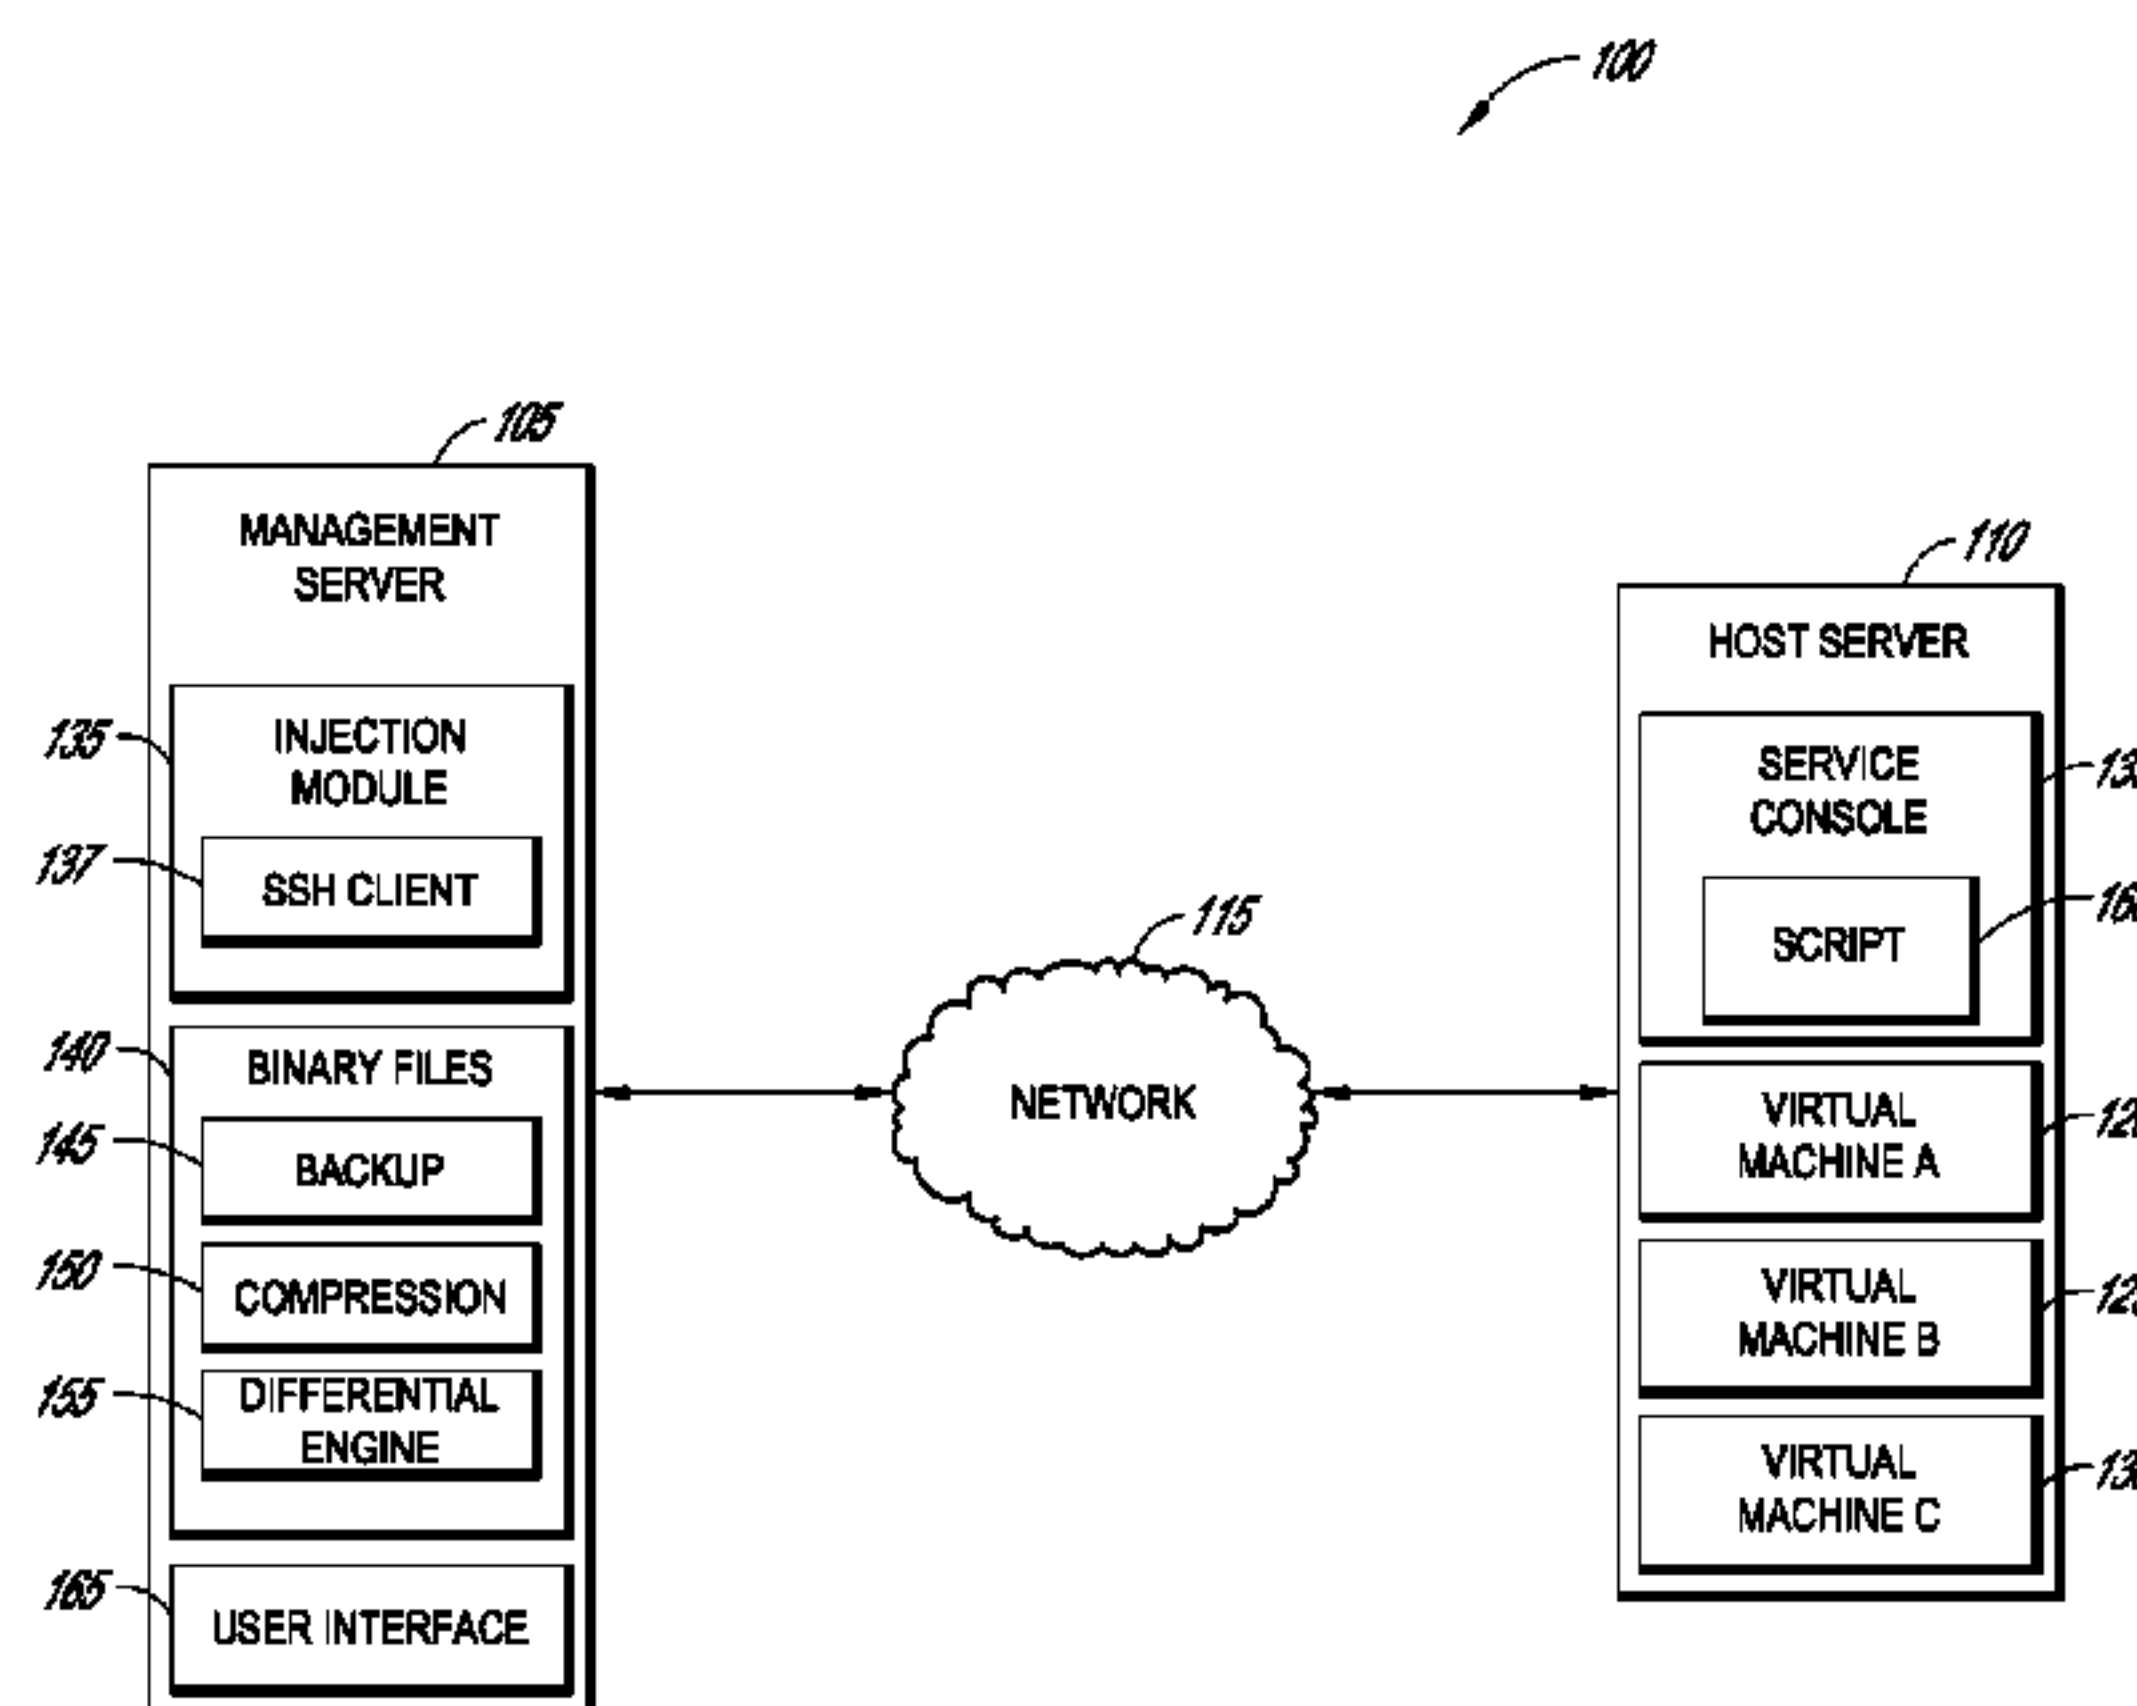 100
105
MANAGEMENT
SERVER
135
INJECTION
MODULE
137
SSH CLIENT
140
BINARY FILES
145
BACKUP
150
COMPRESSION
155
DIFFERENTIAL
ENGINE
165
USER INTERFACE
115
NETWORK
110
HOST SERVER
SERVICE
CONSOLE
SCRIPT
VIRTUAL
MACHINE A
VIRTUAL
MACHINE B
VIRTUAL
MACHINE C